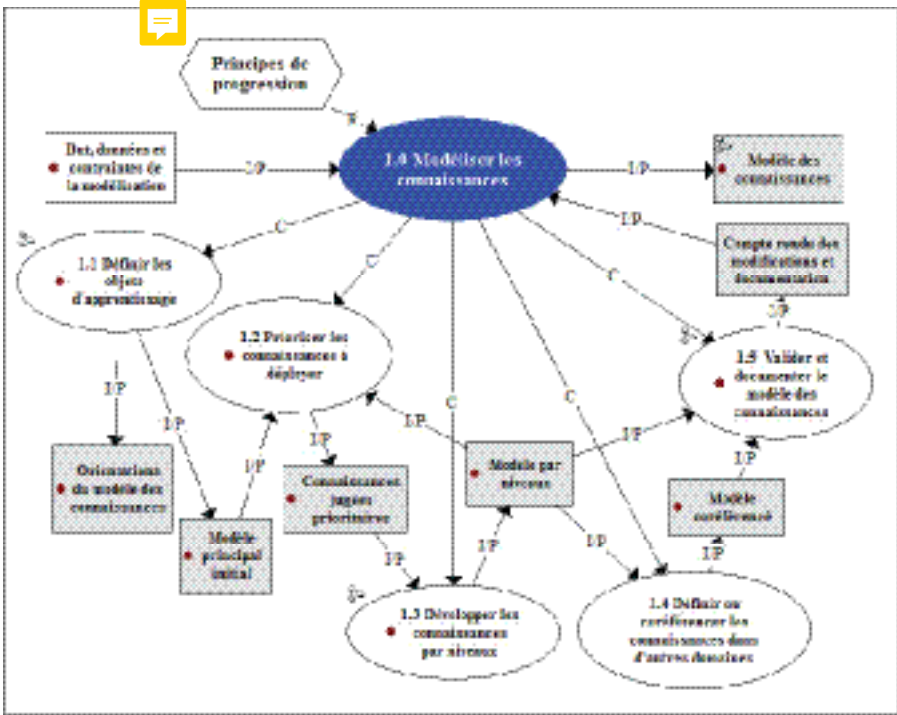 Principes de
progression
R
But, données et
contraintes de
la modélisation
I/P
1.0 Modéliser les
connaissances
I/P
Modèle des
connaissances
C
I/P
Compte rendu des
modifications et
documentation
1.1 Définir les
objets
d'apprentissage
C
C
I/P
1.2 Prioriser les
connaissances à
déployer
1.5 Valider et
documenter le
modèle des
connaissances
I/P
I/P
C
C
I/P
I/P
I/P
I/P
I/P
Orientations
du modèle des
connaissances
Connaissances
jugées
prioritaires
Modèle par
niveaux
Modèle
coréférencé
Modèle
principal
initial
I/P
I/P
I/P
I/P
1.3 Développer les
connaissances
par niveaux
1.4 Définir ou
coréférencer les
connaissances dans
d'autres domaines